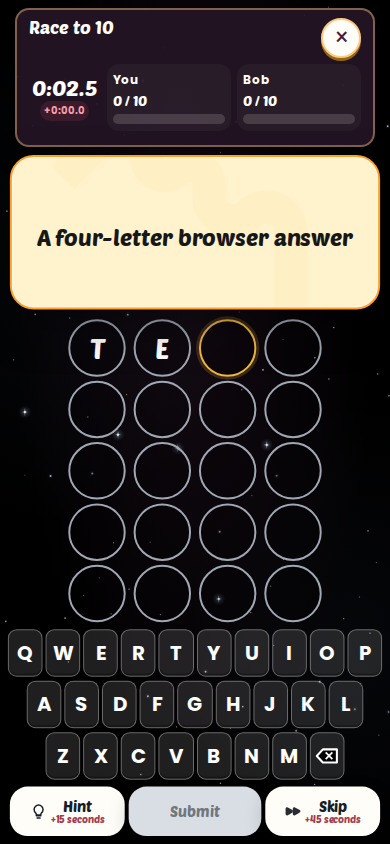 Race to 10
×
0:02.5
+0:00.0
You
0 / 10
Bob
0 / 10
A four-letter browser answer
T E
Q W E R T Y U I O P
A S D F G H J K L
Z X C V B N M
Hint
+15 seconds
Submit
Skip
+45 seconds